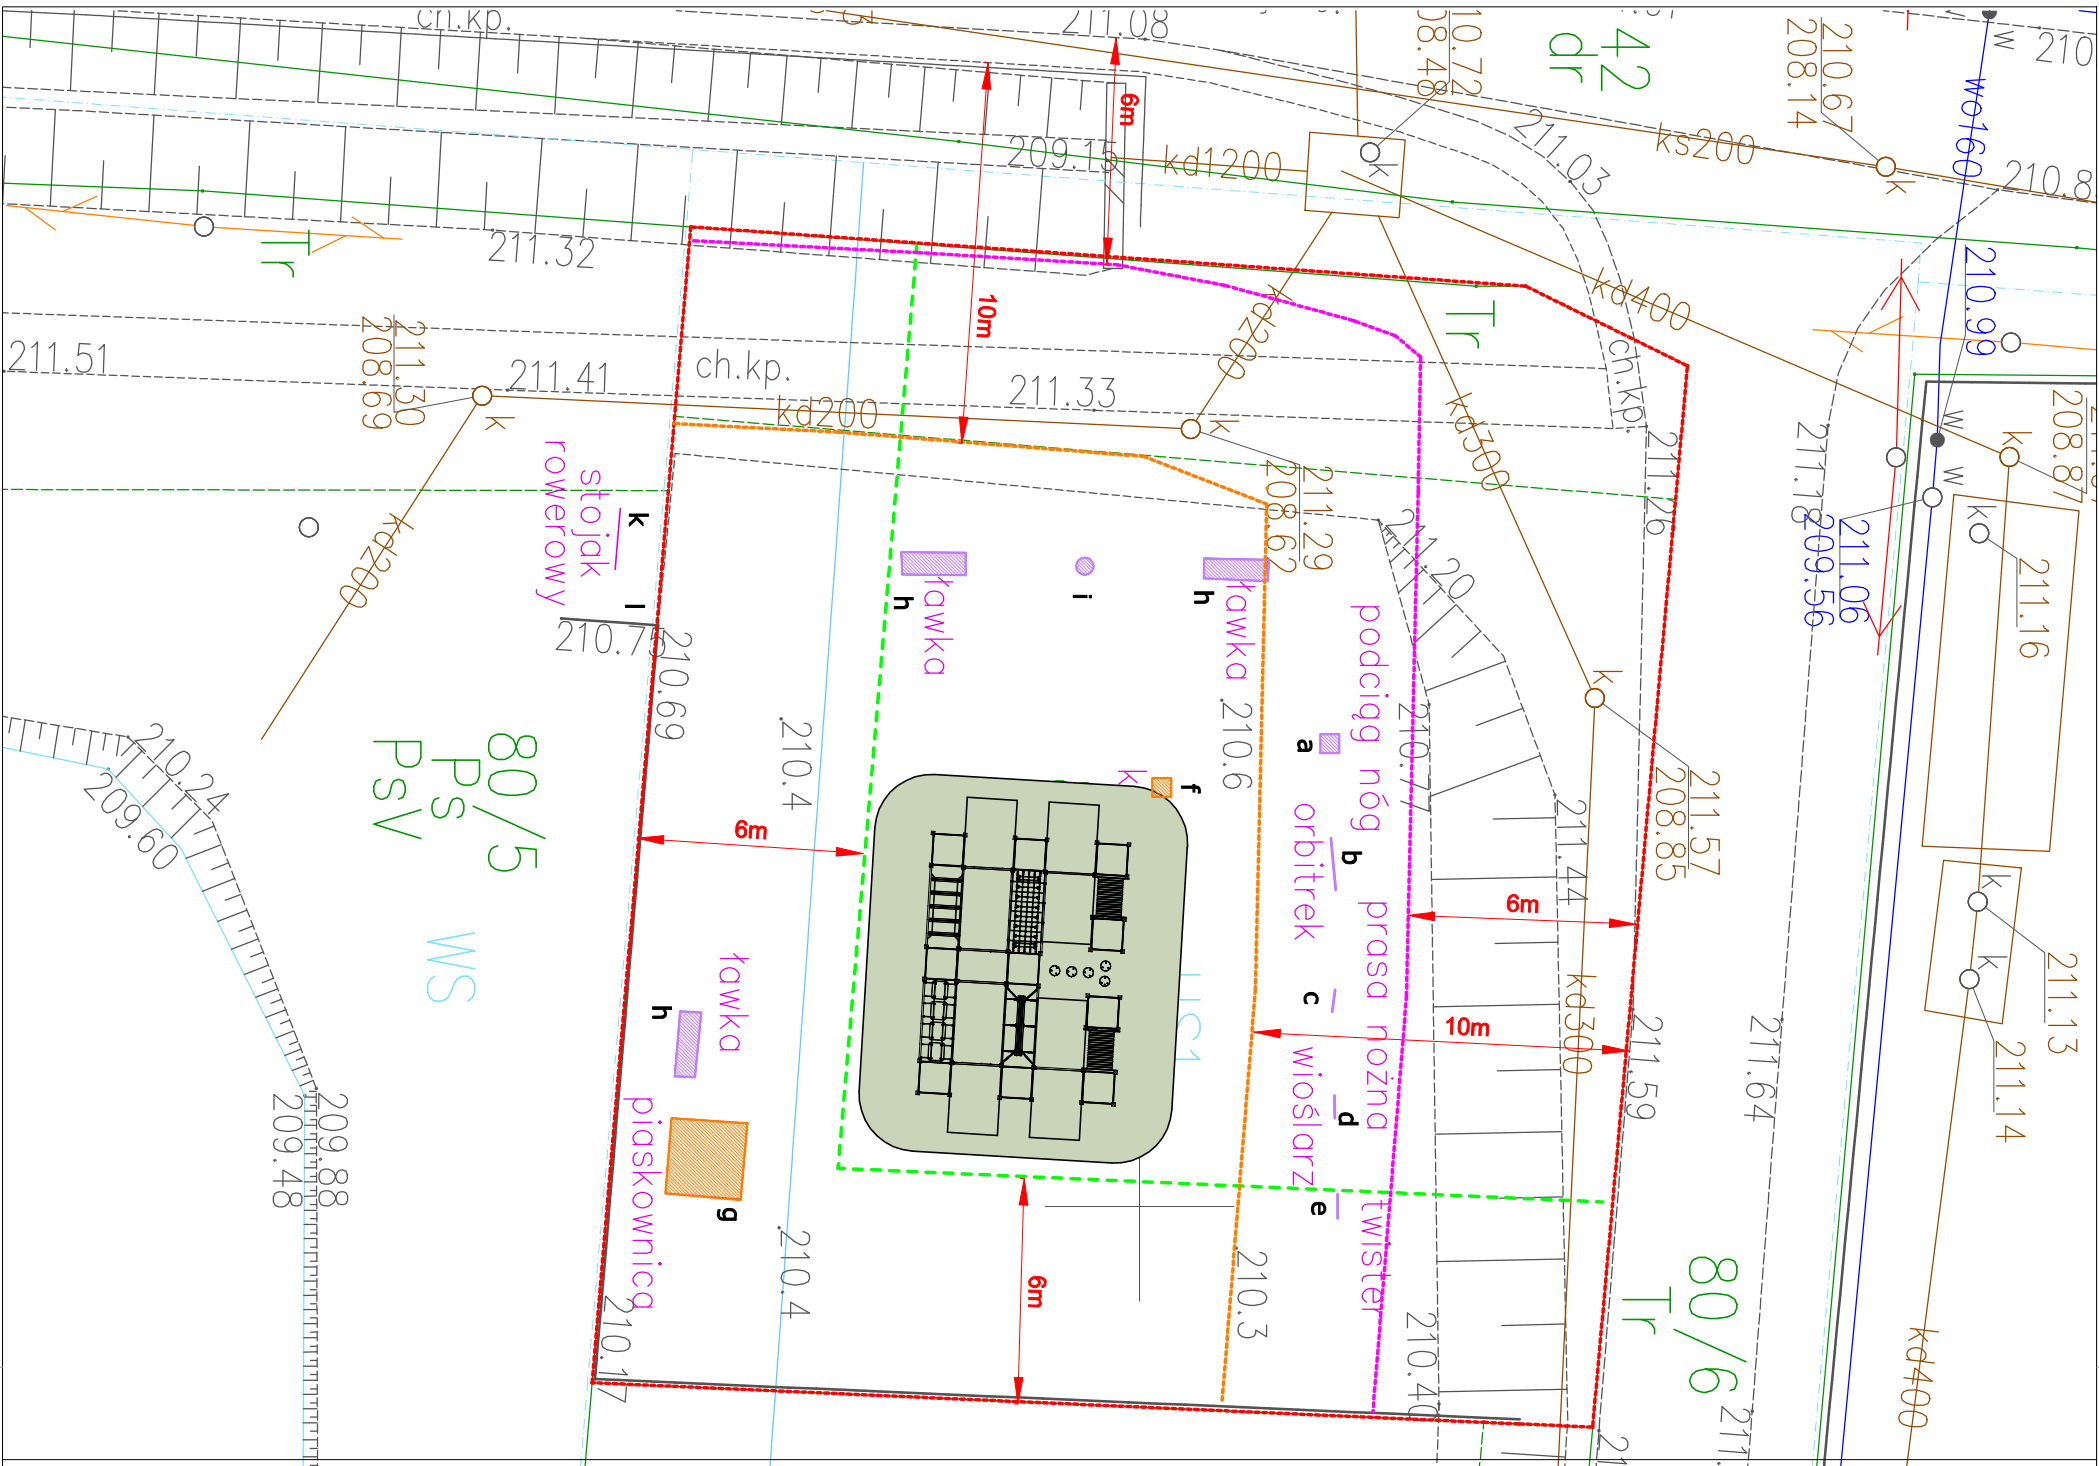 ch.kp.
211.08
210.72
208.48
42
dr
210.67
208.14
w
210
6m
209.15
kd1200
k
211.03
ks200
k
wo160
210.8
Tr
211.32
10m
kd200
Tr
kd400
210.99
211.51
211.30
208.69
k
211.41
ch.kp.
kd200
211.33
k
kd300
ch.kp.
211.26
211.18
w
w
k
208.87
stojak
rowerowy
k
l
kd200
210.75
210.69
h
ławka
i
h
ławka
211.29
208.62
211.20
211.06
209.56
k
211.16
podciąg nóg
prasa nożna
twister
orbitrek
wioślarz
a
b
c
d
e
f
k
210.6
210.77
k
211.57
208.85
211.44
210.4
6m
6m
10m
kd300
211.59
211.64
k
k
211.13
211.14
80/5
Ps
PsV
210.24
209.60
WS
209.88
209.48
h
ławka
piaskownica
g
210.4
210.17
6m
210.3
210.40
80/6
Tr
kd400
211.